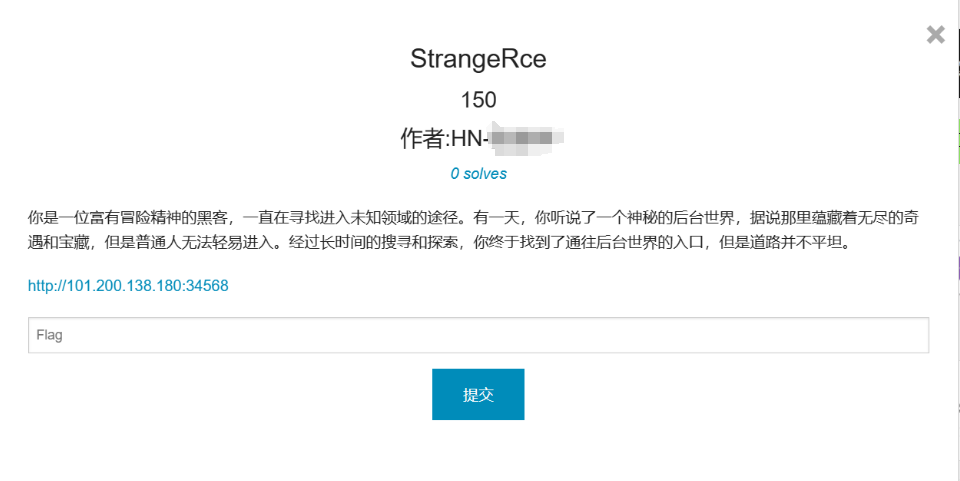 StrangeRce
150
作者:HN-
0 solves
你是一位富有冒险精神的黑客，一直在寻找进入未知领域的途径。有一天，你听说了一个神秘的后台世界，据说那里蕴藏着无尽的奇
遇和宝藏，但是普通人无法轻易进入。经过长时间的搜寻和探索，你终于找到了通往后台世界的入口，但是道路并不平坦。
http://101.200.138.180:34568
Flag
提交